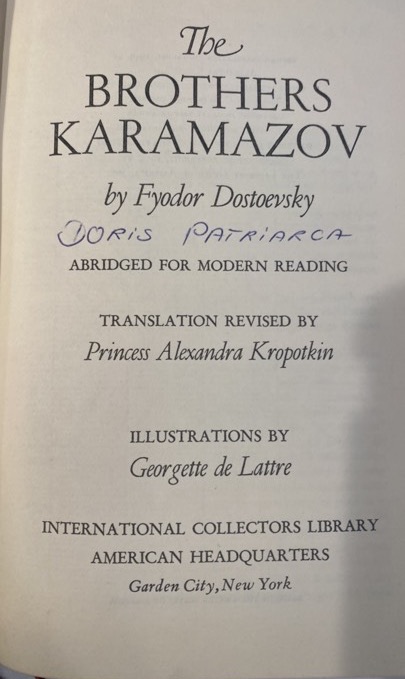 The
BROTHERS
KARAMAZOV
by Fyodor Dostoevsky
DORiS PATRiARCA
ABRIDGED FOR MODERN READING
TRANSLATION REVISED BY
Princess Alexandra Kropotkin
ILLUSTRATIONS BY
Georgette de Lattre
INTERNATIONAL COLLECTORS LIBRARY
AMERICAN HEADQUARTERS
Garden City, New York